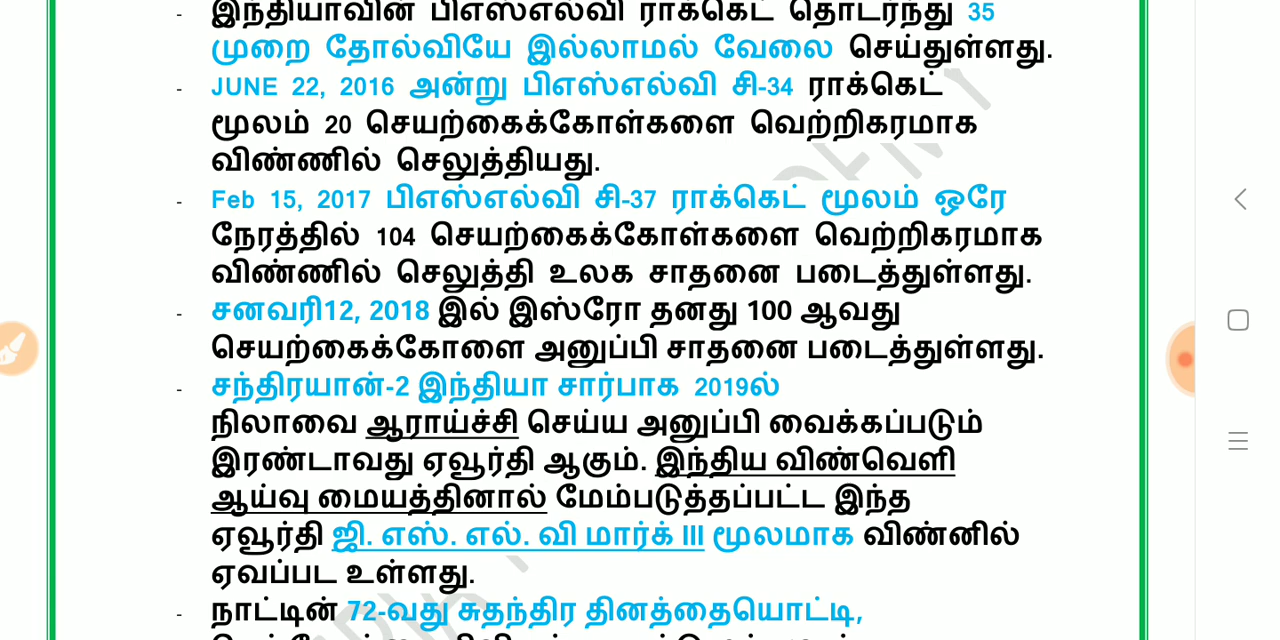 - இந்தியாவின் பிஎஸ்எல்வி ராக்கெட் தொடர்ந்து 35
முறை தோல்வியே இல்லாமல் வேலை செய்துள்ளது.
- JUNE 22, 2016 அன்று பிஎஸ்எல்வி சி-34 ராக்கெட்
மூலம் 20 செயற்கைக்கோள்களை வெற்றிகரமாக
விண்ணில் செலுத்தியது.
- Feb 15, 2017 பிஎஸ்எல்வி சி-37 ராக்கெட் மூலம் ஒரே
நேரத்தில் 104 செயற்கைக்கோள்களை வெற்றிகரமாக
விண்ணில் செலுத்தி உலக சாதனை படைத்துள்ளது.
- சனவரி12, 2018 இல் இஸ்ரோ தனது 100 ஆவது
செயற்கைக்கோளை அனுப்பி சாதனை படைத்துள்ளது.
- சந்திரயான்-2 இந்தியா சார்பாக 2019ல்
நிலாவை ஆராய்ச்சி செய்ய அனுப்பி வைக்கப்படும்
இரண்டாவது ஏவூர்தி ஆகும். இந்திய விண்வெளி
ஆய்வு மையத்தினால் மேம்படுத்தப்பட்ட இந்த
ஏவூர்தி ஜி. எஸ். எல். வி மார்க் III மூலமாக விண்னில்
ஏவப்பட உள்ளது.
- நாட்டின் 72-வது சுதந்திர தினத்தையொட்டி,